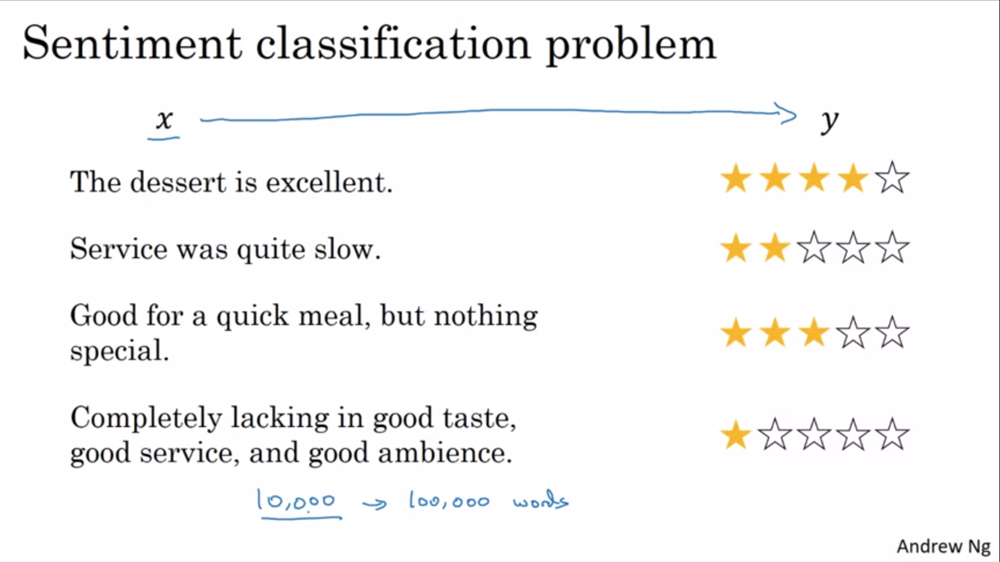 Sentiment classification problem
x → y
The dessert is excellent.
Service was quite slow.
Good for a quick meal, but nothing
special.
Completely lacking in good taste,
good service, and good ambience.
10,000 → 100,000 words
Andrew Ng